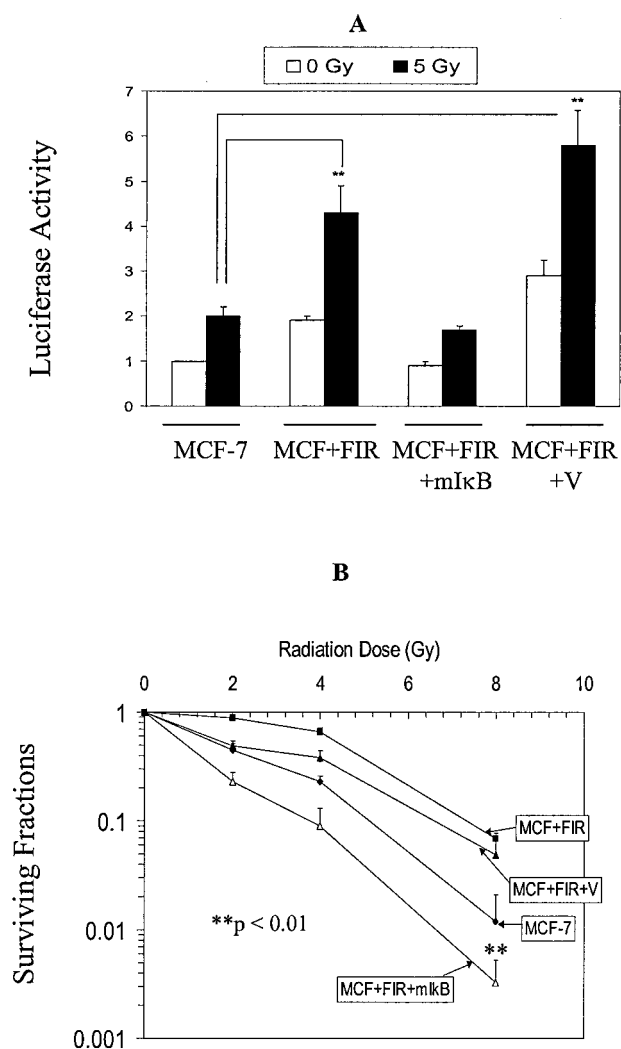 A
0 Gy 5 Gy
Luciferase Activity
7
6
5
4
3
2
1
0
**
**
MCF-7 MCF+FIR MCF+FIR MCF+FIR
+mIκB +V
B
Radiation Dose (Gy)
0 2 4 6 8 10
Surviving Fractions
1
0.1
0.01
0.001
MCF+FIR
MCF+FIR+V
MCF-7
**p < 0.01
**
MCF+FIR+mIkB